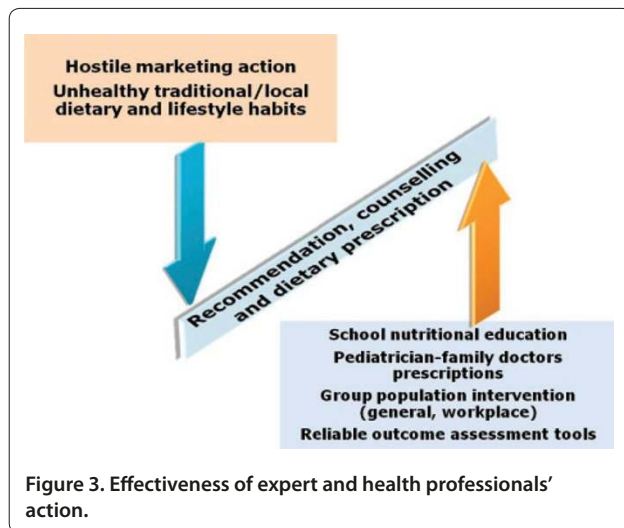 Hostile marketing action
Unhealthy traditional/local
dietary and lifestyle habits
Recommendation, counselling
and dietary prescription
School nutritional education
Pediatrician-family doctors
prescriptions
Group population intervention
(general, workplace)
Reliable outcome assessment tools
Figure 3. Effectiveness of expert and health professionals’
action.